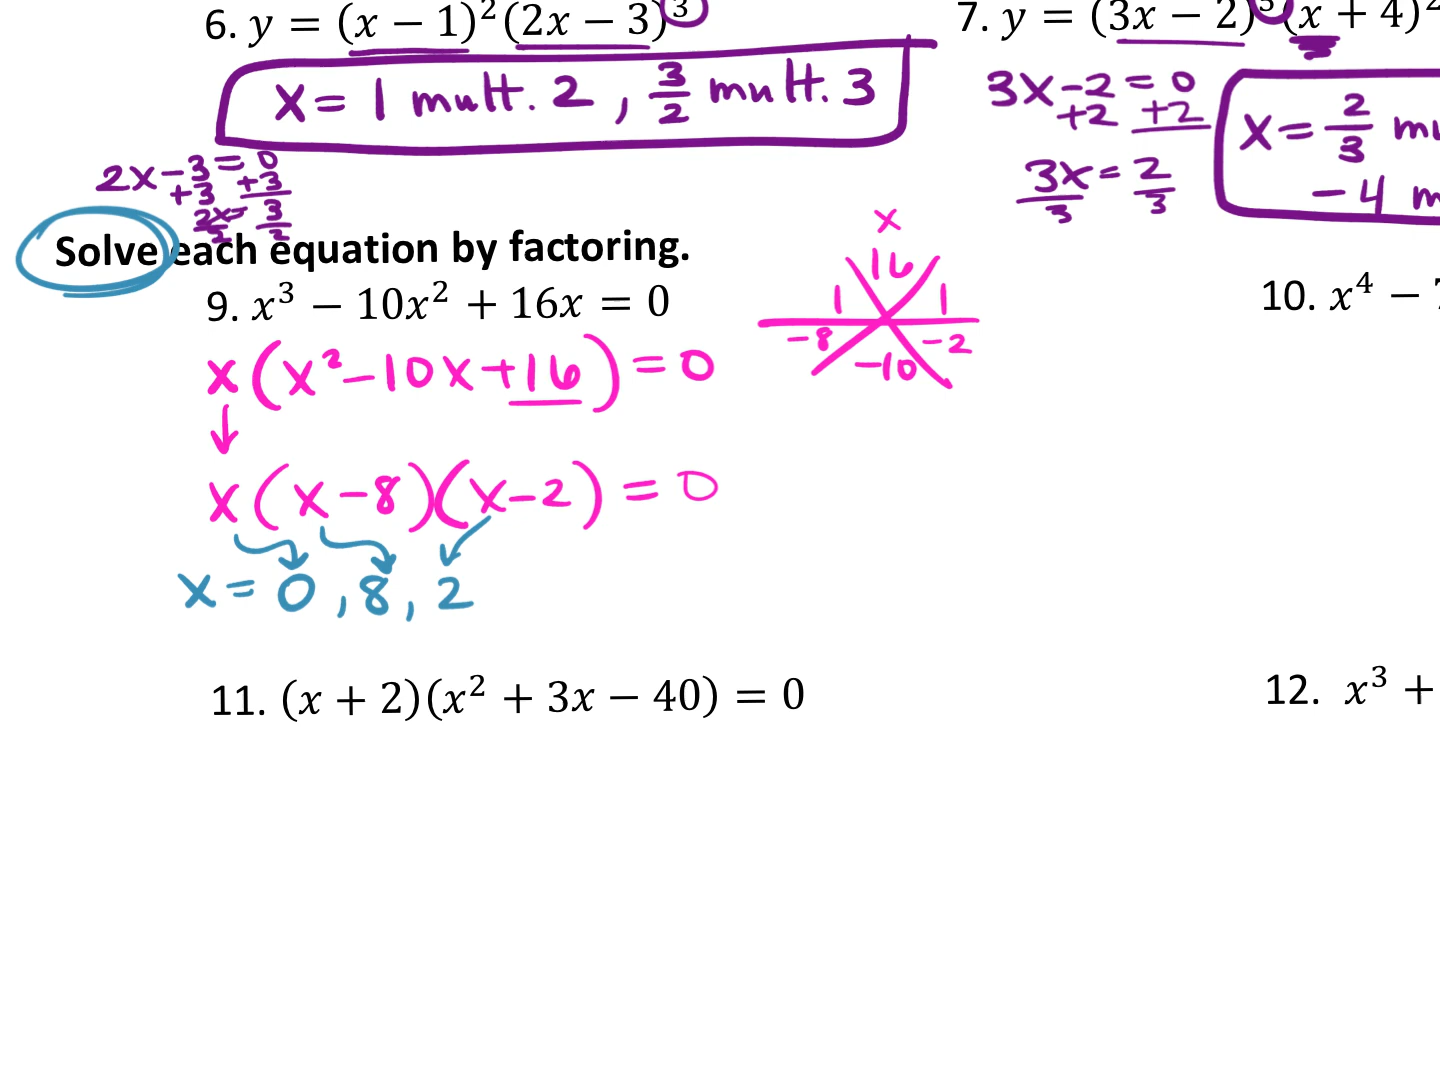 6. y = (x − 1)²(2x − 3)³
x = 1 mult. 2 , 3/2 mult. 3
2x − 3 = 0
+3 +3
2x/2 = 3/2
7. y = (3x − 2)⁵(x + 4)²
3x − 2 = 0
+2 +2
3x/3 = 2/3
x = 2/3
−4
Solve each equation by factoring.
9. x³ − 10x² + 16x = 0
x(x² − 10x + 16) = 0
x(x − 8)(x − 2) = 0
x = 0 , 8 , 2
x
16
1 1
−8 −2
−10
10. x⁴ −
11. (x + 2)(x² + 3x − 40) = 0
12. x³ +